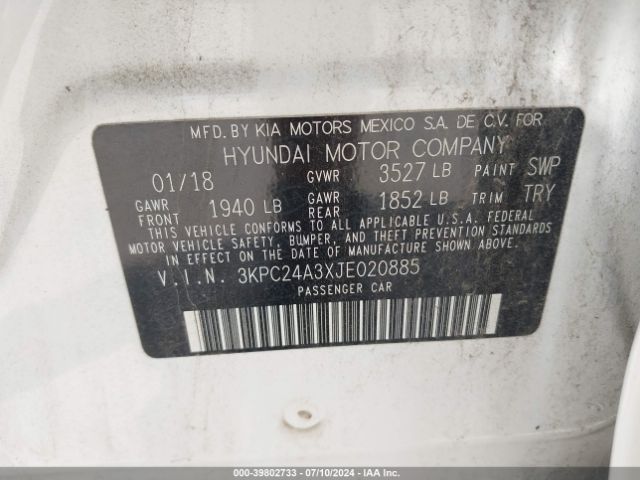 MFD. BY KIA MOTORS MEXICO S.A. DE C.V. FOR
HYUNDAI MOTOR COMPANY
01/18 GVWR 3527 LB PAINT SWP
GAWR FRONT 1940 LB GAWR REAR 1852 LB TRIM TRY
THIS VEHICLE CONFORMS TO ALL APPLICABLE U.S.A. FEDERAL
MOTOR VEHICLE SAFETY, BUMPER, AND THEFT PREVENTION STANDARDS
IN EFFECT ON THE DATE OF MANUFACTURE SHOWN ABOVE.
V.I.N. 3KPC24A3XJE020885
PASSENGER CAR
000-39802733 - 07/10/2024 - IAA Inc.